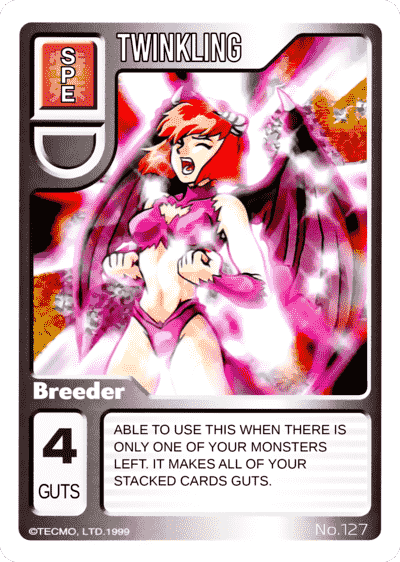 SPE
TWINKLING
Breeder
4
GUTS
ABLE TO USE THIS WHEN THERE IS
ONLY ONE OF YOUR MONSTERS
LEFT. IT MAKES ALL OF YOUR
STACKED CARDS GUTS.
©TECMO, LTD.1999
No.127